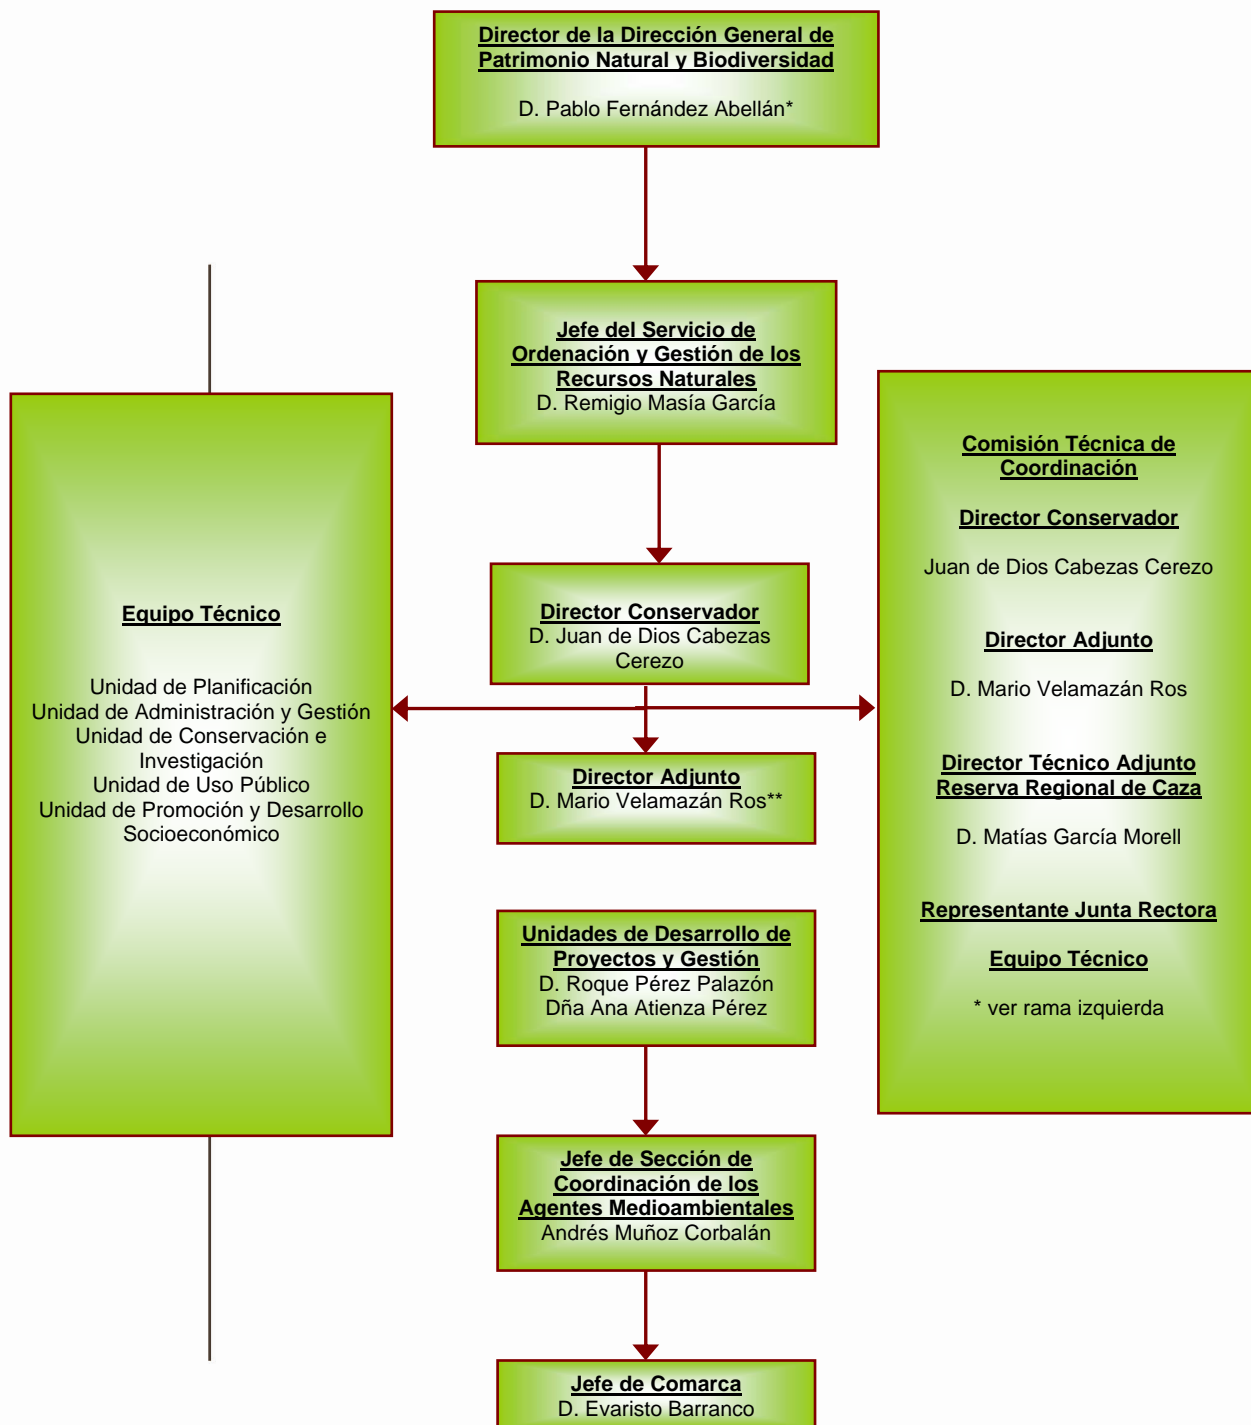 Director de la Dirección General de
Patrimonio Natural y Biodiversidad
D. Pablo Fernández Abellán*
Jefe del Servicio de
Ordenación y Gestión de los
Recursos Naturales
D. Remigio Masía García
Director Conservador
D. Juan de Dios Cabezas
Cerezo
Equipo Técnico
Unidad de Planificación
Unidad de Administración y Gestión
Unidad de Conservación e
Investigación
Unidad de Uso Público
Unidad de Promoción y Desarrollo
Socioeconómico
Comisión Técnica de
Coordinación
Director Conservador
Juan de Dios Cabezas Cerezo
Director Adjunto
D. Mario Velamazán Ros
Director Técnico Adjunto
Reserva Regional de Caza
D. Matías García Morell
Representante Junta Rectora
Equipo Técnico
* ver rama izquierda
Director Adjunto
D. Mario Velamazán Ros**
Unidades de Desarrollo de
Proyectos y Gestión
D. Roque Pérez Palazón
Dña Ana Atienza Pérez
Jefe de Sección de
Coordinación de los
Agentes Medioambientales
Andrés Muñoz Corbalán
Jefe de Comarca
D. Evaristo Barranco